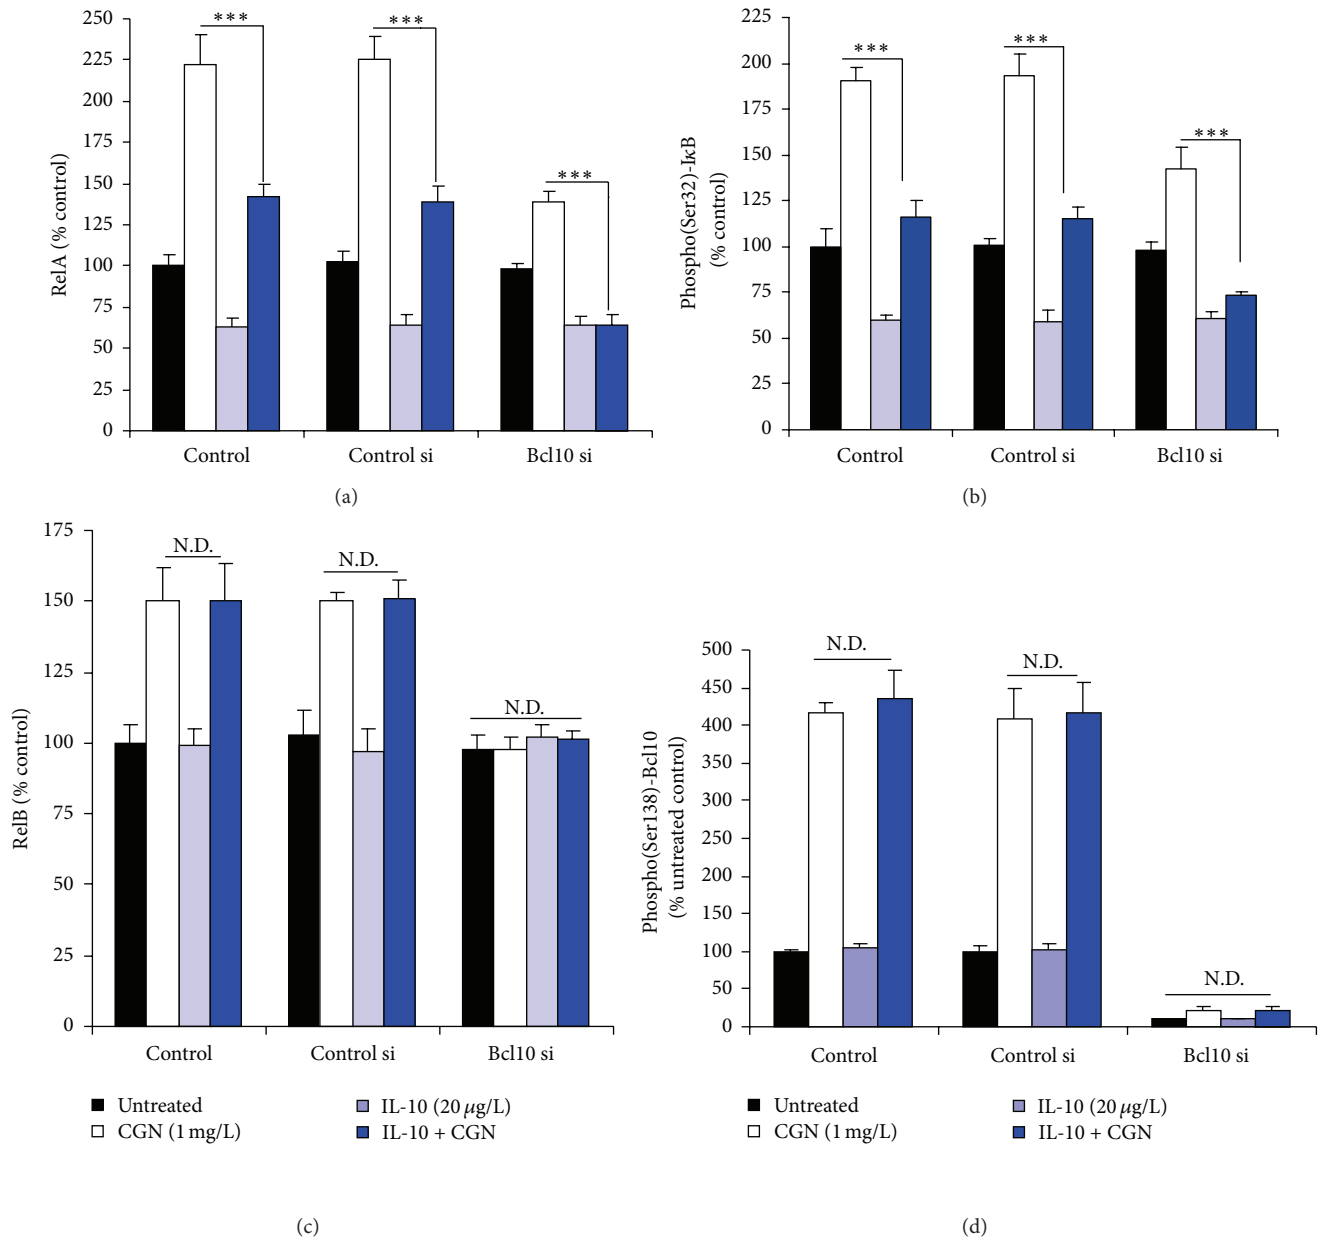 250
225
200
175
150
125
100
75
50
25
0
RelA (% control)
***
***
***
Control
Control si
Bcl10 si
(a)
225
200
175
150
125
100
75
50
25
0
Phospho(Ser32)-IκB
(% control)
***
***
***
Control
Control si
Bcl10 si
(b)
175
150
125
100
75
50
25
0
RelB (% control)
N.D.
N.D.
N.D.
Control
Control si
Bcl10 si
Untreated
CGN (1 mg/L)
IL-10 (20 μg/L)
IL-10 + CGN
(c)
500
450
400
350
300
250
200
150
100
50
0
Phospho(Ser138)-Bcl10
(% untreated control)
N.D.
N.D.
N.D.
Control
Control si
Bcl10 si
Untreated
CGN (1 mg/L)
IL-10 (20 μg/L)
IL-10 + CGN
(d)